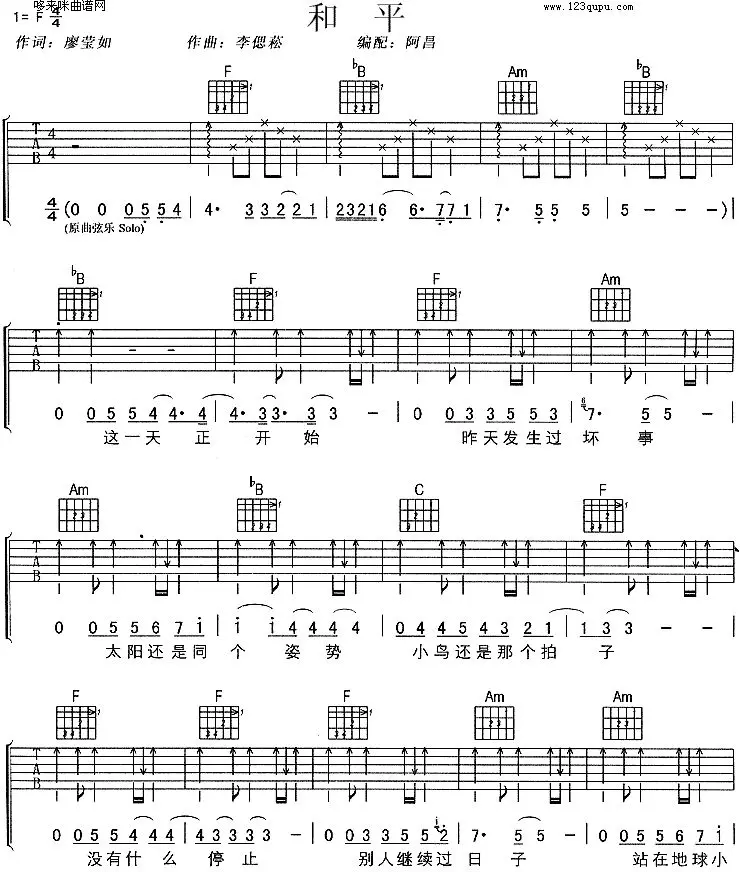 哆来咪曲谱网
www.123qupu.com
和平
1= F 4/4
作词：廖莹如 作曲：李偲菘 编配：阿昌
F ♭B Am ♭B
T A B 4/4
4/4 (0 0 0 5 5 4 | 4· 3 3 2 2 1 | 2 3 2 1 6 6· 7 7 1 | 7· 5 5 5 | 5 - - -)
(原曲弦乐 Solo)
♭B F F Am
T A B
0 0 5 5 4 4· 4 | 4· 3 3· 3 3 - | 0 0 3 3 5 5 3 | 7· 5 5 -
这一天 正 开 始 昨天发生过 坏 事
Am ♭B C F
T A B
0 0 5 5 6 7 1 | 1 1 4 4 4 4 | 0 4 4 5 4 3 2 1 | 1 3 3 - -
太阳还是同 个 姿 势 小鸟还是那个拍 子
F F F Am Am
T A B
0 0 5 5 4 4 4 | 4 3 3 3 3 - | 0 0 3 3 5 5 2 | 7· 5 5 - | 0 0 5 5 6 7 1
没有什 么 停止 别人继续过 日 子 站在地球小